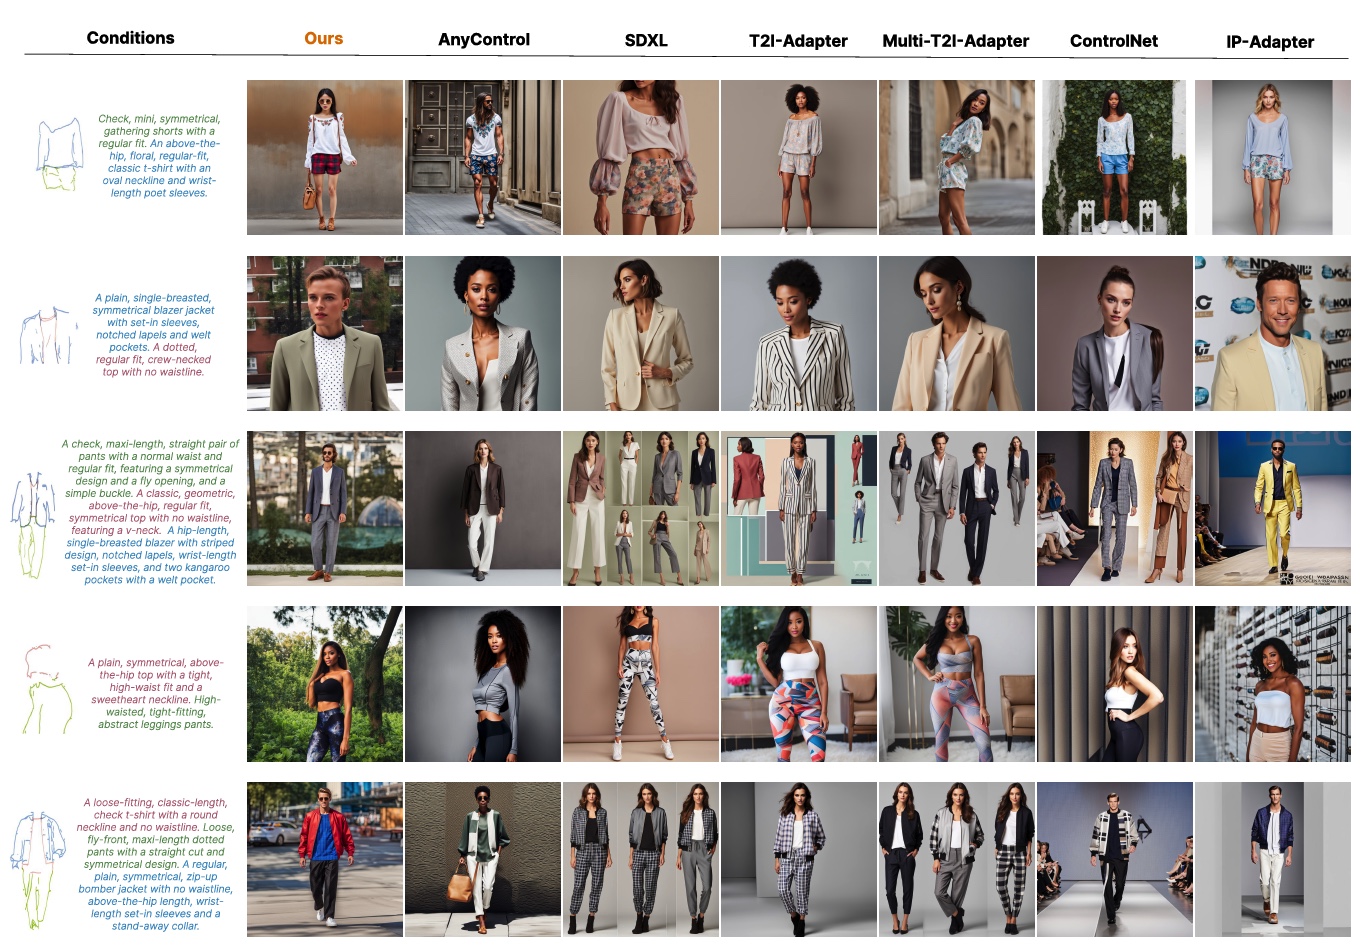 Conditions Ours AnyControl SDXL T2I-Adapter Multi-T2I-Adapter ControlNet IP-Adapter
Check, mini, symmetrical,
gathering shorts with a
regular fit. An above-the-
hip, floral, regular-fit,
classic t-shirt with an
oval neckline and wrist-
length poet sleeves.
A plain, single-breasted,
symmetrical blazer jacket
with set-in sleeves,
notched lapels and welt
pockets. A dotted,
regular fit, crew-necked
top with no waistline.
A check, maxi-length, straight pair of
pants with a normal waist and
regular fit, featuring a symmetrical
design and a fly opening, and a
simple buckle. A classic, geometric,
above-the-hip, regular fit,
symmetrical top with no waistline,
featuring a v-neck. A hip-length,
single-breasted blazer with striped
design, notched lapels, wrist-length
set-in sleeves, and two kangaroo
pockets with a welt pocket.
A plain, symmetrical, above-
the-hip top with a tight,
high-waist fit and a
sweetheart neckline. High-
waisted, tight-fitting,
abstract leggings pants.
A loose-fitting, classic-length,
check t-shirt with a round
neckline and no waistline. Loose,
fly-front, maxi-length dotted
pants with a straight cut and
symmetrical design. A regular,
plain, symmetrical, zip-up
bomber jacket with no waistline,
above-the-hip length, wrist-
length set-in sleeves and a
stand-away collar.